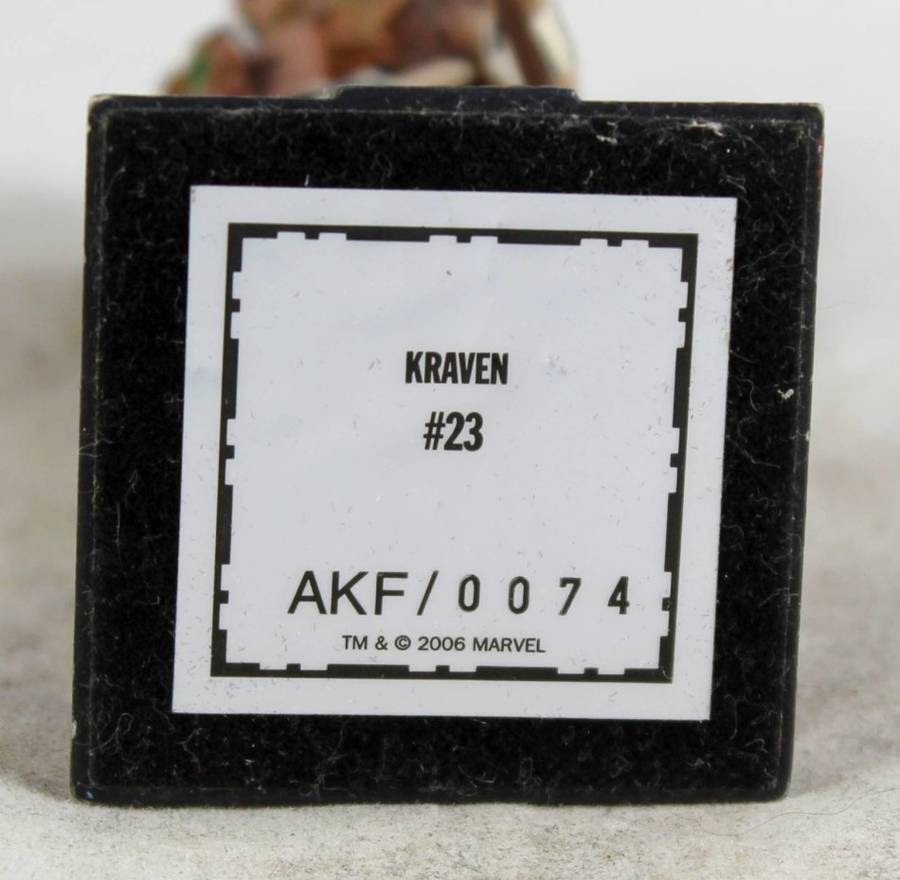 KRAVEN
#23
AKF/0074
TM & © 2006 MARVEL